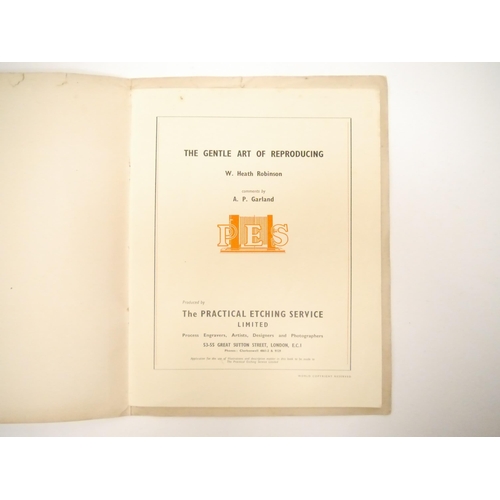 THE GENTLE ART OF REPRODUCING
W. Heath Robinson
comments by
A. P. Garland
PES
Produced by
The PRACTICAL ETCHING SERVICE
LIMITED
Process Engravers, Artists, Designers and Photographers
53-55 GREAT SUTTON STREET, LONDON, E.C.1